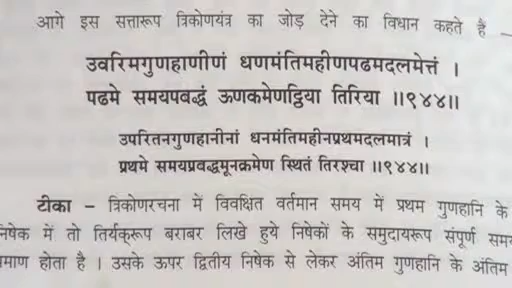 आगे इस सत्तारूप त्रिकोणयंत्र का जोड़ देने का विधान कहते है –
उवरिमगुणहाणीणं धणमंतिमहीणपढमदलमेत्तं ।
पढमे समयपबद्धं ऊणकमेणट्ठिया तिरिया ॥९४४॥
उपरितनगुणहानीनां धनमंतिमहीनप्रथमदलमात्रं ।
प्रथमे समयप्रबद्धमूनक्रमेण स्थितं तिरश्चा ॥९४४॥
टीका – त्रिकोणरचना में विवक्षित वर्तमान समय में प्रथम गुणहानि के
निषेक में तो तिर्यक्‌रूप बराबर लिखे हुये निषेकों के समुदायरूप संपूर्ण समय
माण होता है । उसके ऊपर द्वितीय निषेक से लेकर अंतिम गुणहानि के अंतिम